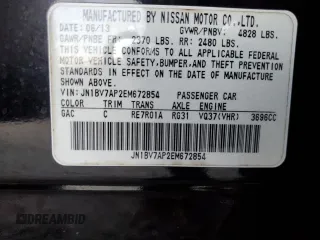 MANUFACTURED BY NISSAN MOTOR CO.,LTD.
DATE: 06/13 GVWR/PNBV: 4828 LBS.
GAWR/PNBE FR: 2370 LBS. RR: 2480 LBS.
THIS VEHICLE CONFORMS TO ALL APPLICABLE FEDERAL
MOTOR VEHICLE SAFETY, BUMPER, AND THEFT PREVENTION
STANDARDS IN EFFECT ON THE DATE OF
MANUFACTURE SHOWN ABOVE.
VIN: JN1BV7AP2EM672854 PASSENGER CAR
COLOR TRIM TRANS AXLE ENGINE
GAC C RE7R01A RG31 VQ37(VHR) 3696CC
JN1BV7AP2EM672854
DREAMBID